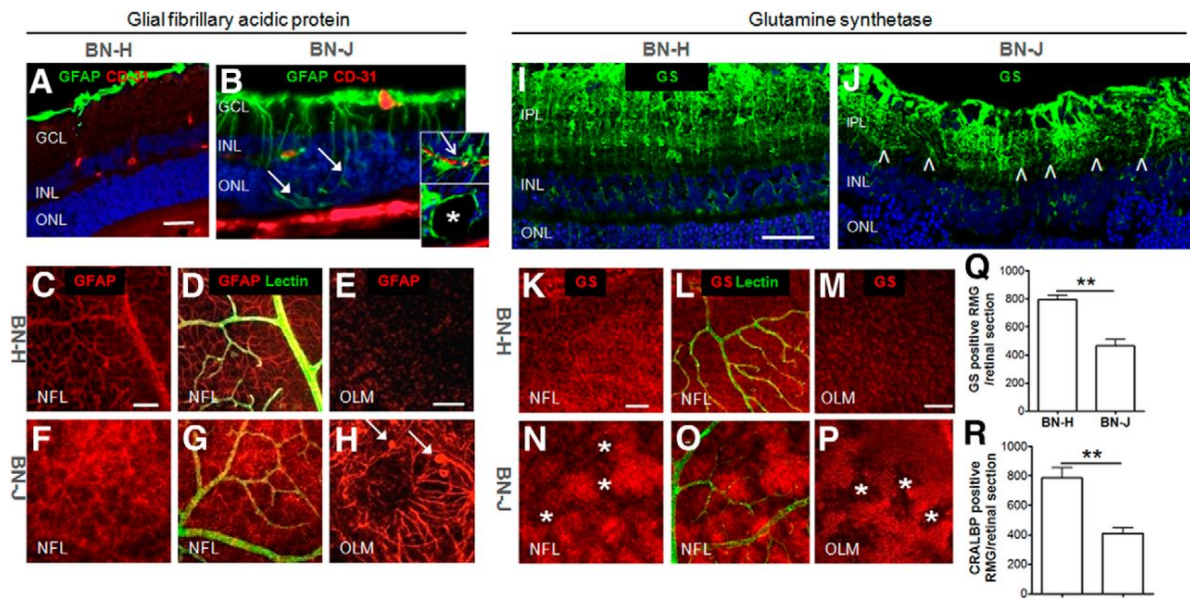 Glial fibrillary acidic protein
Glutamine synthetase
BN-H
BN-J
BN-H
BN-J
A
GFAP CD-31
GCL
INL
ONL
B
GFAP CD-31
GCL
INL
ONL
*
I
GS
IPL
INL
ONL
J
GS
IPL
INL
ONL
^ ^ ^ ^ ^ ^
BN-H
C
GFAP
NFL
D
GFAP Lectin
NFL
E
GFAP
OLM
BN-H
K
GS
NFL
L
GS Lectin
NFL
M
GS
OLM
BN-J
F
NFL
G
NFL
H
OLM
BN-J
N
* * *
NFL
O
NFL
P
* * *
OLM
Q
GS positive RMG
/retinal section
1000
800
600
400
200
0
**
BN-H
BN-J
R
CRALBP positive
RMG/retinal section
1000
800
600
400
200
0
**